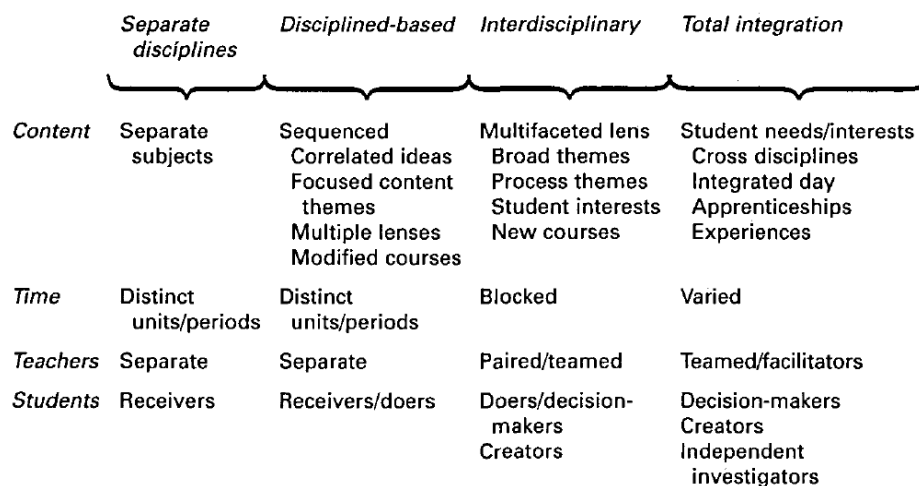 Separate disciplines Disciplined-based Interdisciplinary Total integration
Content Separate subjects Sequenced Multifaceted lens Student needs/interests
Correlated ideas Broad themes Cross disciplines
Focused content themes Process themes Integrated day
Multiple lenses Student interests Apprenticeships
Modified courses New courses Experiences
Time Distinct units/periods Distinct units/periods Blocked Varied
Teachers Separate Separate Paired/teamed Teamed/facilitators
Students Receivers Receivers/doers Doers/decision-makers Decision-makers
Creators Creators
Independent investigators